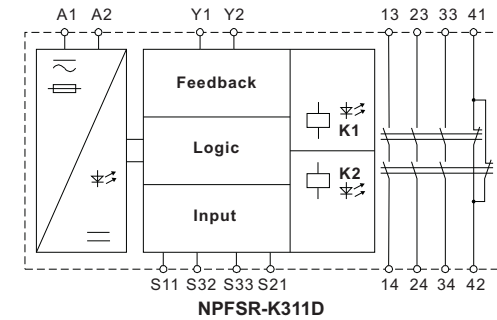 A1 A2 Y1 Y2 13 23 33 41
Feedback
K1
Logic
K2
Input
S11 S32 S33 S21 14 24 34 42
NPFSR-K311D